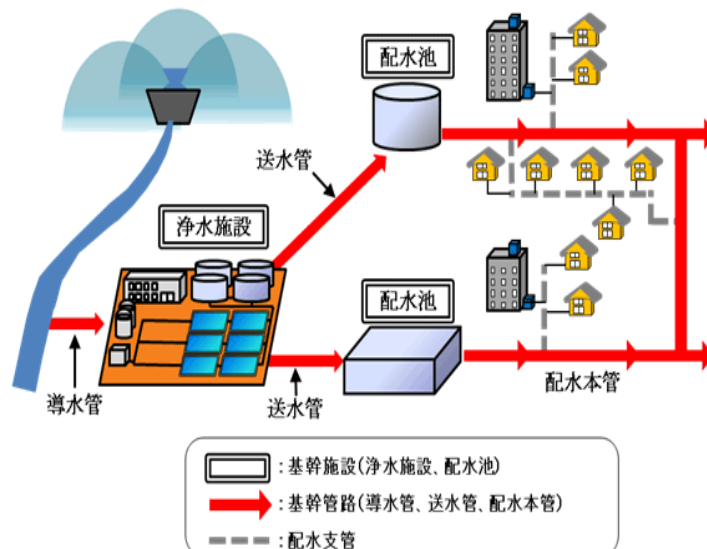 配水池
送水管
浄水施設
配水池
導水管
送水管
配水本管
:基幹施設(浄水施設、配水池)
:基幹管路(導水管、送水管、配水本管)
:配水支管